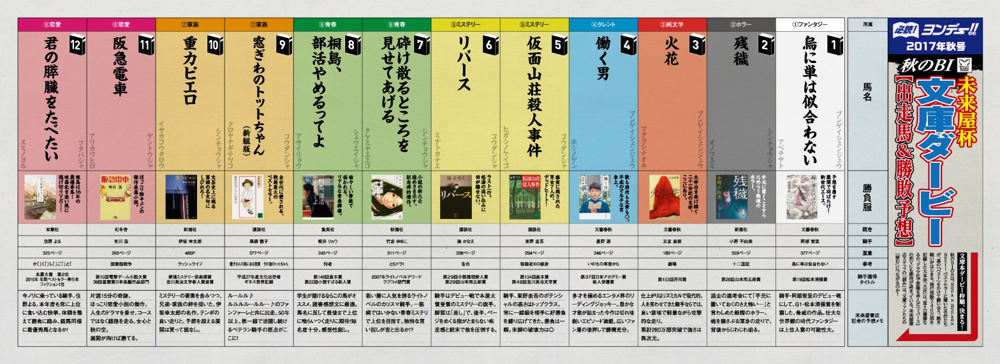 必読!
ヨンデュ!!
2017年秋号
秋のBI
未来屋杯
文庫ダービー
【出走馬&勝敗予想】
文庫本ダービー枠順、決まる!
所属
馬名
勝負服
厩舎
騎手
重量
参考
騎手獲得
タイトル
未来屋書店
記者の予想メモ
①ファンタジー
1
烏に単は似合わない
ブンゲイシュンジュウ
アベチサト
予想を覆す
展開で羽ばたけ!
新世代エース。
文藝春秋
阿部 智里
377ページ
烏に単は似合わない
第19回松本清張賞
騎手・阿部智里のデビュー戦
にして、G1・松本清張賞を制
覇した、脅威の作品。壮大な
世界観の時代ファンタジー
は上位入賞の可能性大。
②ホラー
2
残穢
シンチョウシャ
オノフユミ
手元に置くことすら
ためらう戦慄の
ホラー。
新潮社
小野 不由美
359ページ
十二国記
第26回山本周五郎賞
過去の選考会にて「手元に
置いておくのさえ怖い…」と
言わしめた戦慄のホラー。
魂を揺さぶる渾身の走りで、
背後からじわじわ迫る。
③純文学
3
火花
ブンゲイシュンジュウ
マタヨシナオキ
太宰治を受け継ぐ
二十一世紀の文学、
ここにあり。
文藝春秋
又吉 直樹
180ページ
劇場
第153回芥川賞
仕上がりはリズミカルで現代的。
人を笑わせてきた騎手ならでは。
良い意味で軽量ながら攻撃
的な走り。
累計280万部突破で強さは
異次元。
④タレント
4
働く男
ブンゲイシュンジュウ
ホシノゲン
歌も演技も文章も◎。
平成のマルチな男
参上。
文藝春秋
星野 源
246ページ
いのちの車窓から
第37回日本アカデミー賞
新人俳優賞
多才を極めるエンタメ界のリ
ーディングジョッキー。豊かな
才能が詰まった今作は切れ味
鋭いエピソード満載。広いファ
ン層の後押しで勝機充分。
⑤ミステリー
5
仮面山荘殺人事件
コウダンシャ
ヒガシノケイゴ
密室に残された
男女7人の、
デッドヒート!
講談社
東野 圭吾
294ページ
容疑者Xの献身
第134回直木賞
第48回吉川英治文学賞
騎手、東野圭吾のポテンシ
ャルの高さはトップクラス。
常に一線級を相手に好勝負
を繰り広げてきた。勝負は一
瞬。末脚の破壊力は◎
⑤ミステリー
6
リバース
コウダンシャ
ミナトカナエ
ラスト一行、
怒涛の追い込みに
目が離せない。
講談社
湊 かなえ
338ページ
告白
第29回小説推理新人賞
第29回山本周五郎賞
騎手はデビュー戦で本屋大
賞受賞のミステリーの旗手。
脚質は「差し」で、後手、ペー
ジをめくる指がとまらない疾
走感と結末で他を圧倒する。
⑥青春
7
砕け散るところを
見せてあげる
シンチョウシャ
タケミヤユユコ
小説の新たな
煌めきを示す、
記念碑的傑作。
新潮社
竹宮 ゆゆこ
311ページ
とらドラ!
2007年ライトノベルアワード
ラブコメ部門賞
若い層に人気を誇るライトノ
ベルのカリスマ騎手。一筋
縄ではいかない青春ミステリ
で上位を目指す。独特な言
い回しが吉と出るか!?
⑥青春
8
桐島、
部活やめるってよ
シュウエイシャ
アサイリョウ
瑞々しい筆致で
描かれる、
リアルな青春群像。
集英社
朝井 リョウ
245ページ
何者
第148回直木賞
第22回小説すばる新人賞
学生が賭けるならこの馬がオ
ススメ。読書感想文に最適。
馬名に反して最後まで上位
に喰らいつく走りに期待!知
名度十分。感受性鋭し。
⑦家族
9
窓ぎわのトットちゃん
(新組版)
コウダンシャ
クロヤナギテツコ
全世代に愛される、
戦後最大の
ベストセラー。
講談社
黒柳 徹子
377ページ
徹子さんの美になる言葉 その後のトットちゃん
平成27年度文化功労者
ギネス世界記録
ルールル♪
ルルルルールル…♪のファ
ンファーレと共に出走。50年
以上、第一線で活躍し続け
るベテラン騎手の原点がこ
こに!
⑦家族
10
重力ピエロ
シンチョウシャ
イサカコウタロウ
文芸史上に残る
冒頭の二文句に
しびれろ!
新潮社
伊坂 幸太郎
485P
ラッシュライフ
新潮ミステリー倶楽部賞
吉川英治文学新人賞受賞
ミステリーの要素を含みつつ、
家族の絆を描いた、伊
坂幸太郎の名作。テンポの
良い走りと、予想を超える展
開は買って損なし。
⑧恋愛
11
阪急電車
ゲントウシャ
アリカワヒロ
ほっこり胸キュンの
傑作長篇小説。
幻冬舎
有川 浩
269ページ
図書館戦争
第10回電撃ゲーム小説大賞
39回星雲賞日本長編作品部門
片道15分の奇跡。
ほっこり恋愛小説の傑作。
人生のドラマを乗せ、コース
ではなく線路を走る。女心と
秋の空。
展開が向けば勝てる。
⑧恋愛
12
君の膵臓をたべたい
フタバシャ
スミノヨル
親馬は16年の
最優秀馬!
映画化を追い風に
逃げ切りVだ!
双葉社
住野 よる
325ページ
か「」く「」し「」ご「」と「
本屋大賞 第2位
2016年 年間ベストセラー単行本
フィクション1位
今ノリに乗っている騎手、住
野よる。本年度も常に上位
に食い込む快挙。体調を整
えて勝負に臨み、親馬同様
に最優秀馬となるか!